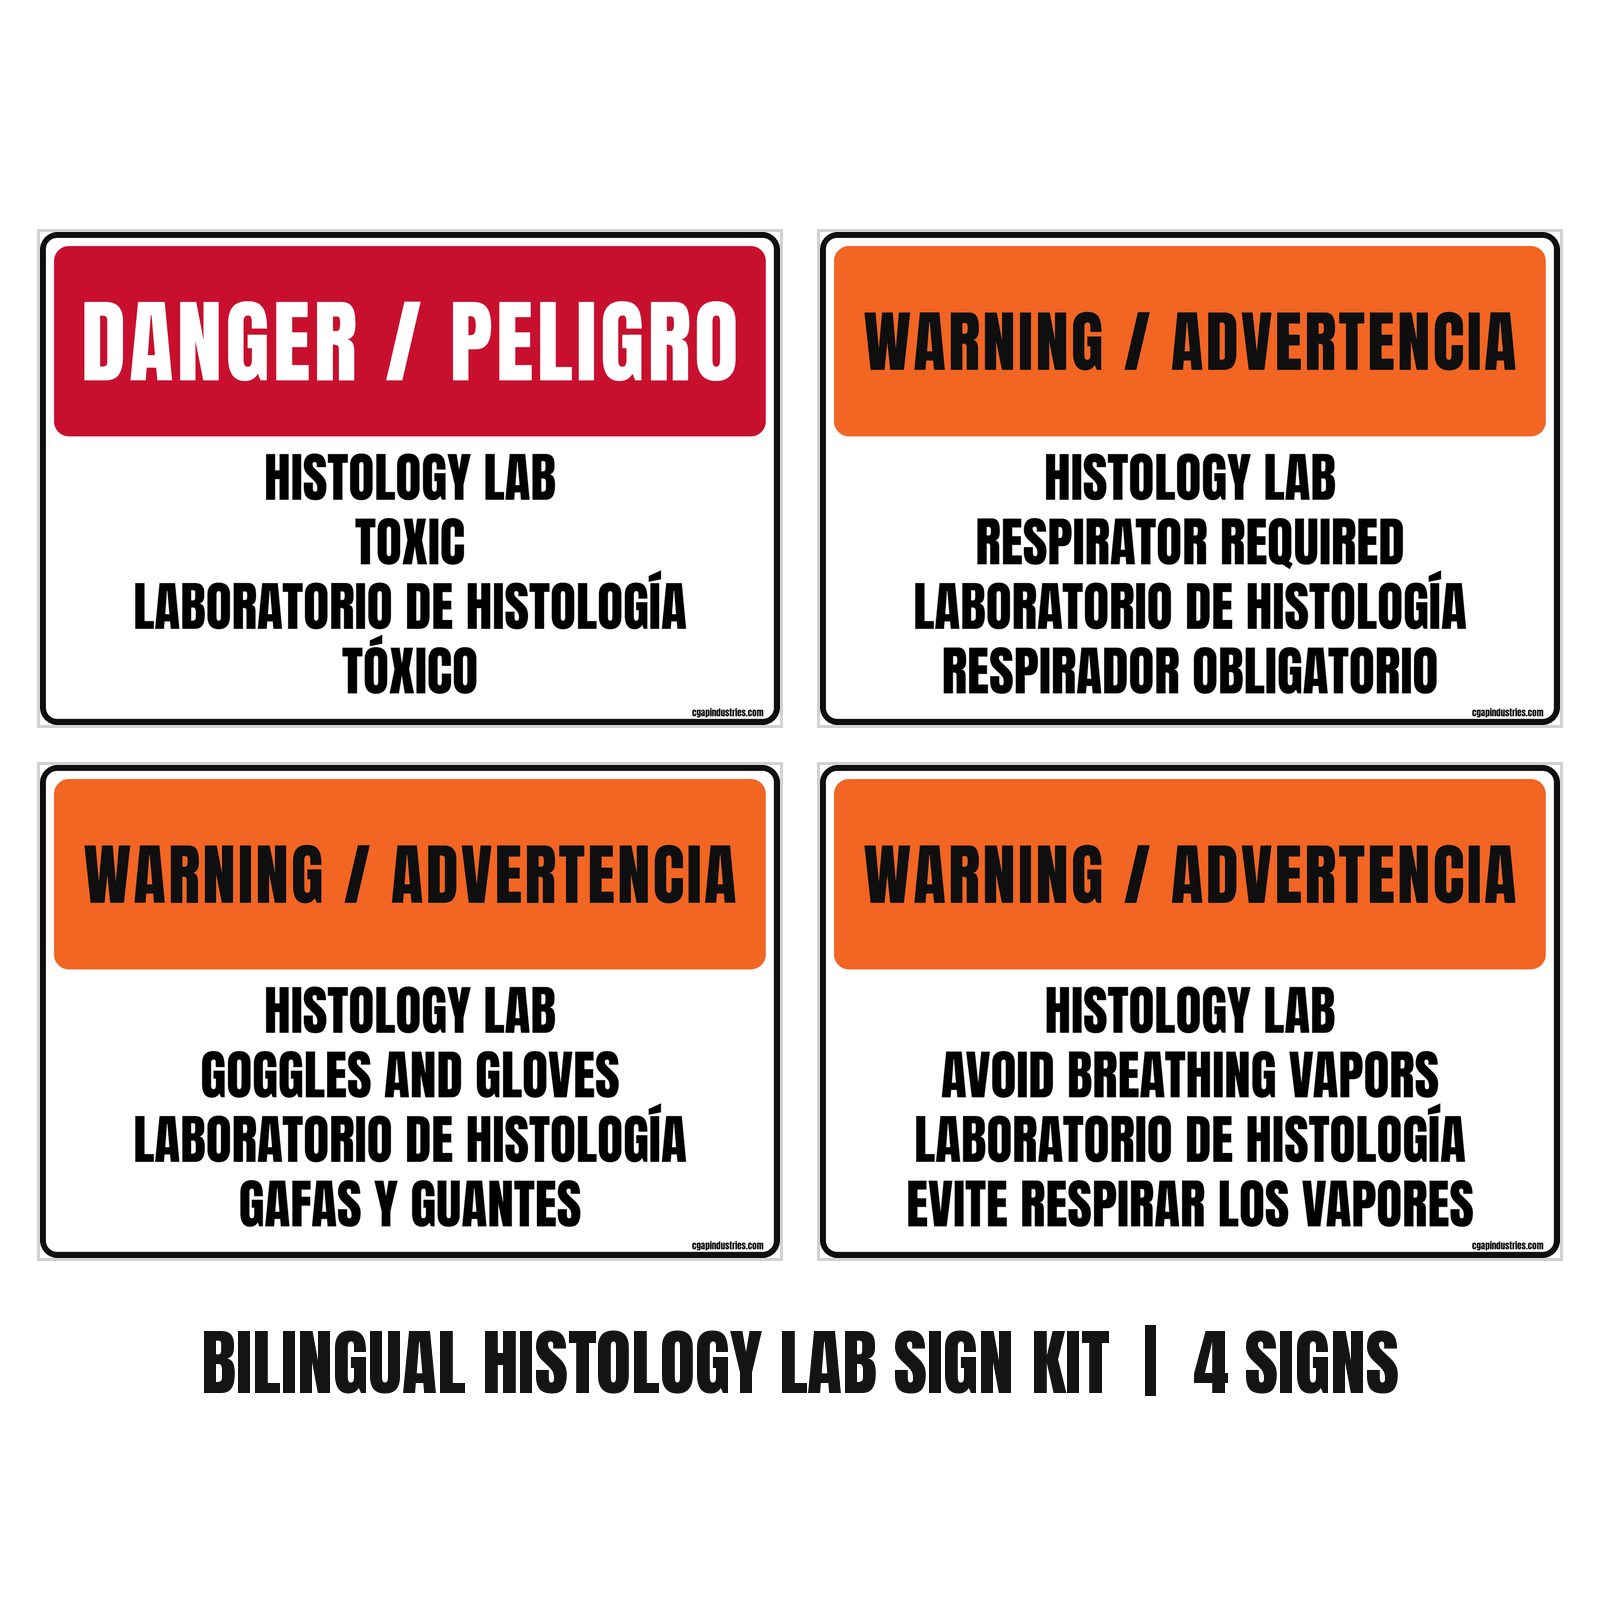 DANGER / PELIGRO
HISTOLOGY LAB
TOXIC
LABORATORIO DE HISTOLOGÍA
TÓXICO
cgapindustries.com
WARNING / ADVERTENCIA
HISTOLOGY LAB
RESPIRATOR REQUIRED
LABORATORIO DE HISTOLOGÍA
RESPIRADOR OBLIGATORIO
cgapindustries.com
WARNING / ADVERTENCIA
HISTOLOGY LAB
GOGGLES AND GLOVES
LABORATORIO DE HISTOLOGÍA
GAFAS Y GUANTES
cgapindustries.com
WARNING / ADVERTENCIA
HISTOLOGY LAB
AVOID BREATHING VAPORS
LABORATORIO DE HISTOLOGÍA
EVITE RESPIRAR LOS VAPORES
cgapindustries.com
BILINGUAL HISTOLOGY LAB SIGN KIT | 4 SIGNS